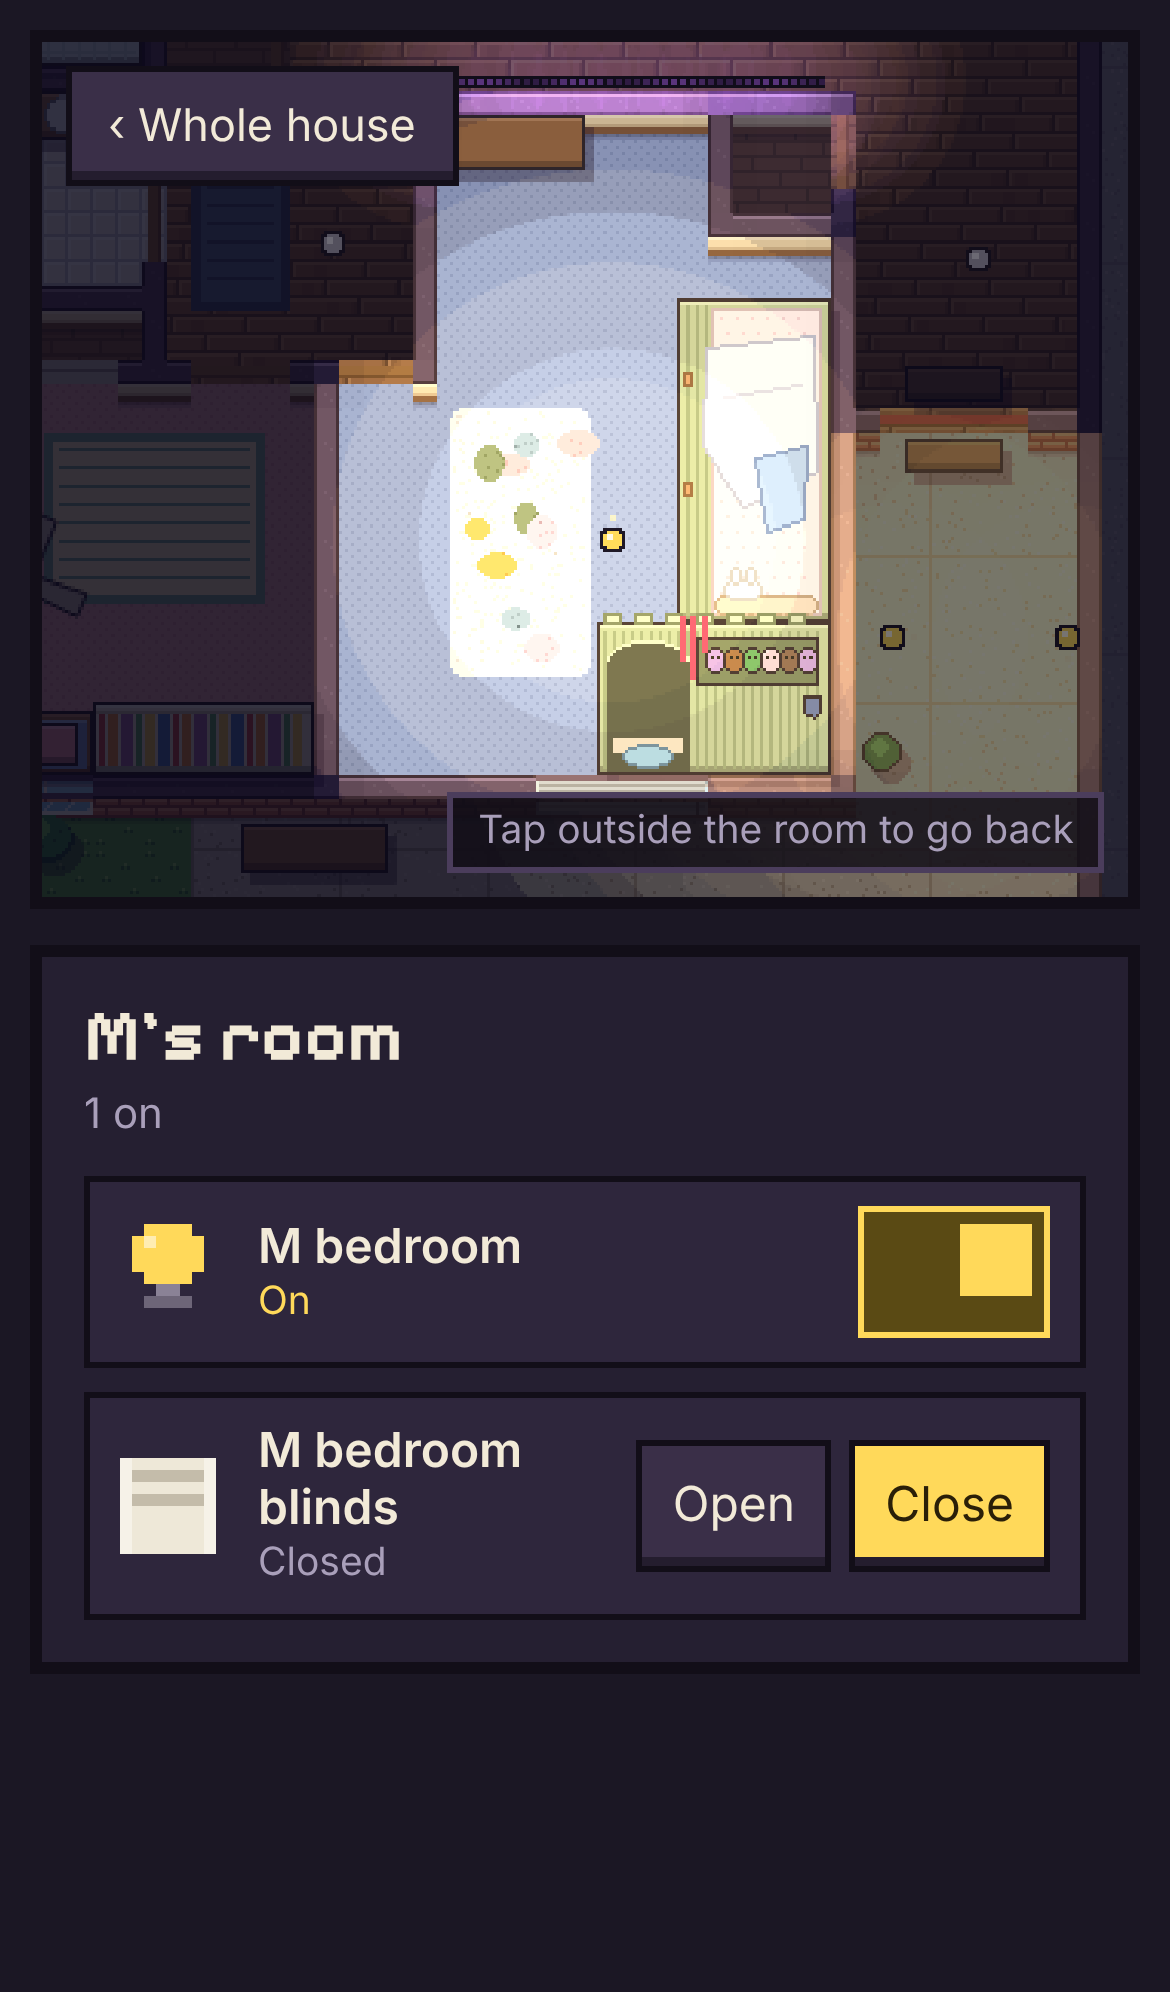 ‹ Whole house
Tap outside the room to go back
M's room
1 on
M bedroom
On
M bedroom
blinds
Closed
Open
Close